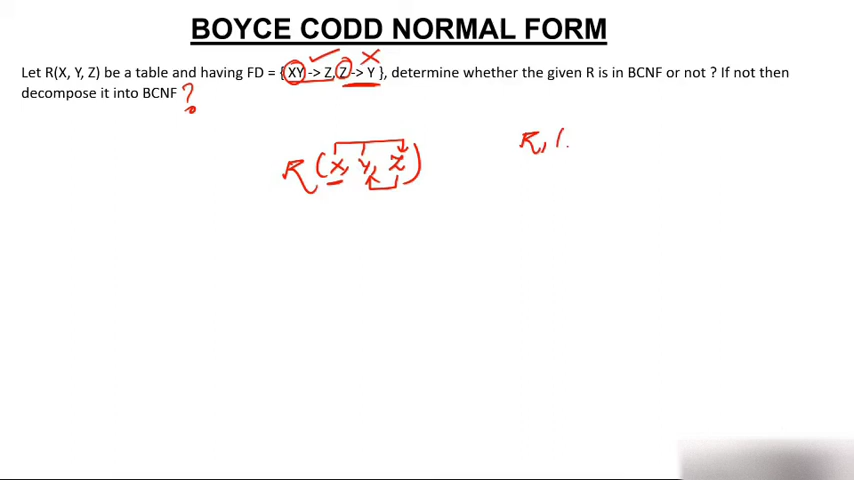 BOYCE CODD NORMAL FORM
Let R(X, Y, Z) be a table and having FD = { XY -> Z, Z -> Y }, determine whether the given R is in BCNF or not ? If not then
decompose it into BCNF ?
R (X, Y, Z)
R, (